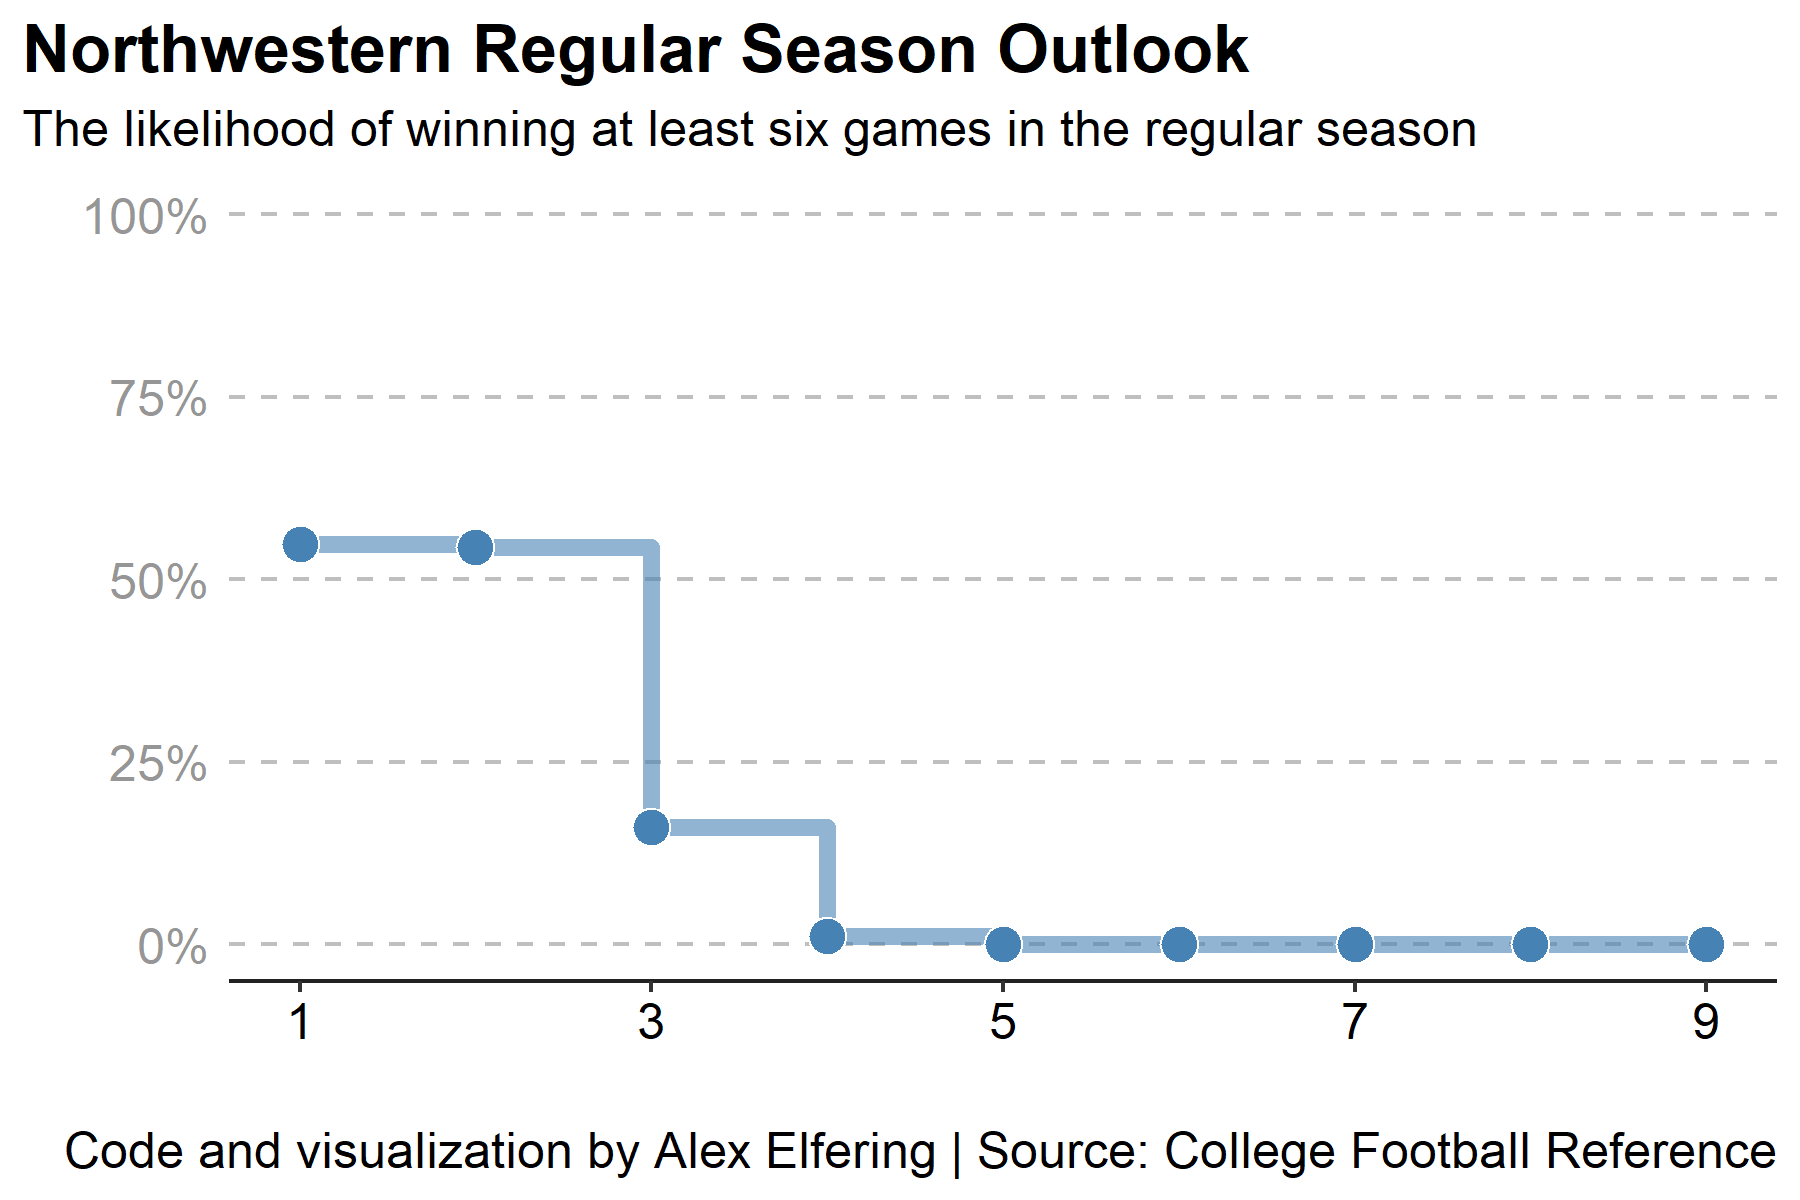 Northwestern Regular Season Outlook
The likelihood of winning at least six games in the regular season
100%
75%
50%
25%
0%
1 3 5 7 9
Code and visualization by Alex Elfering | Source: College Football Reference